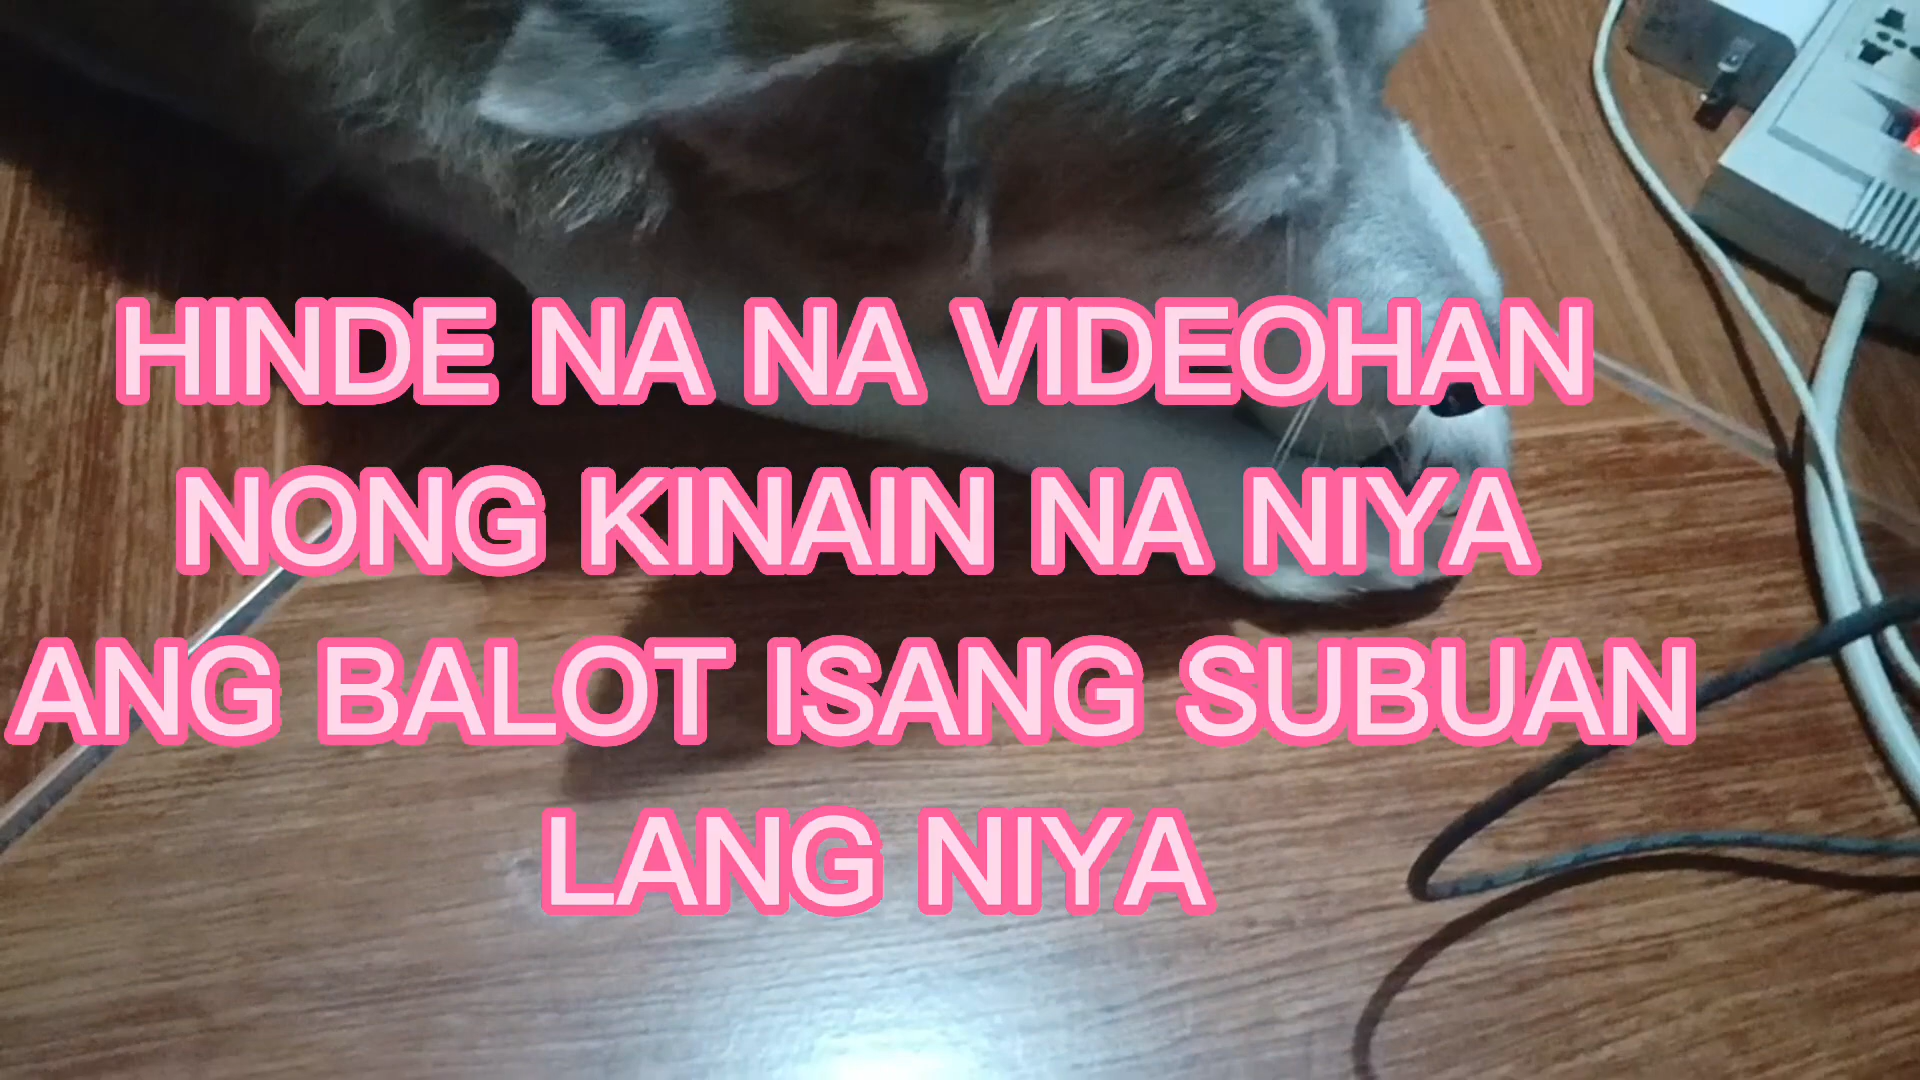 HINDE NA NA VIDEOHAN
NONG KINAIN NA NIYA
ANG BALOT ISANG SUBUAN
LANG NIYA